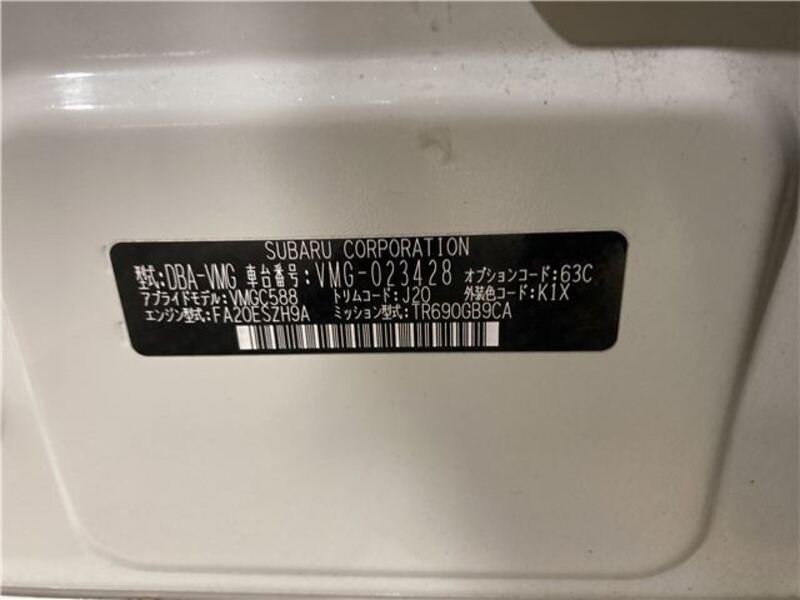 SUBARU CORPORATION
型式:DBA-VMG 車台番号:VMG-023428 オプションコード:63C
アプライドモデル:VMGC588 トリムコード:J20 外装色コード:K1X
エンジン型式:FA20ESZH9A ミッション型式:TR690GB9CA